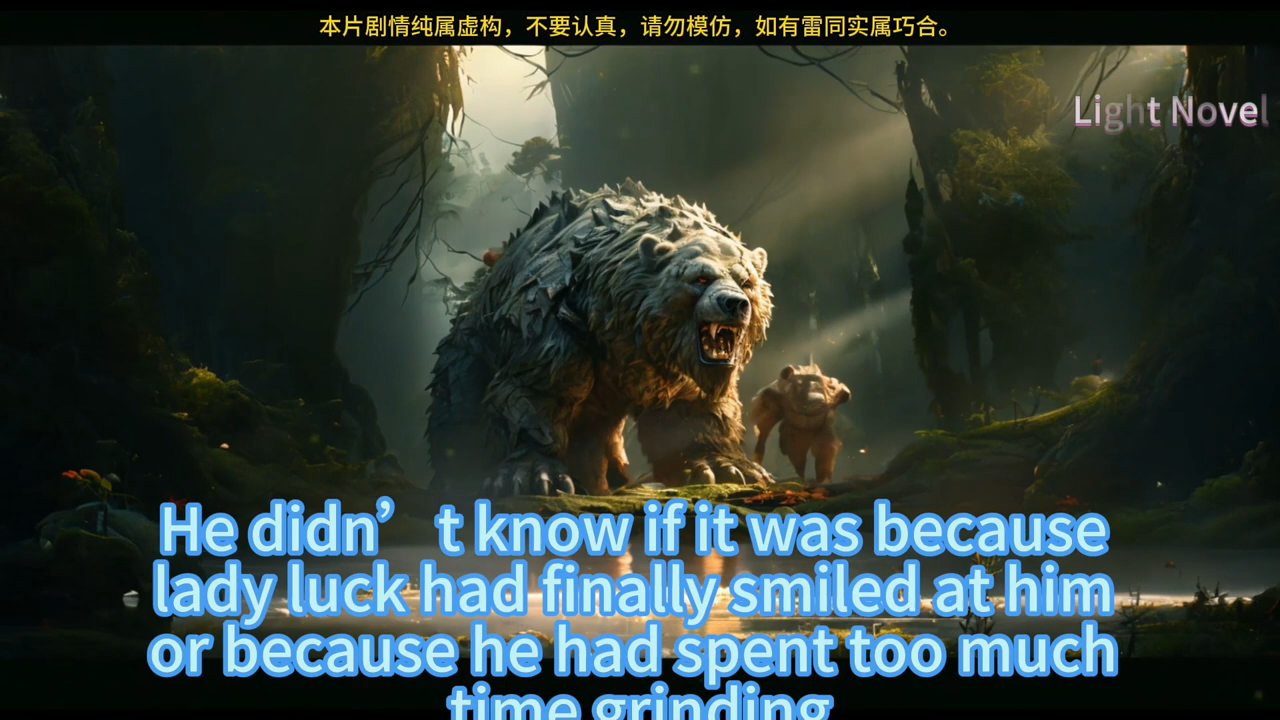 本片剧情纯属虚构，不要认真，请勿模仿，如有雷同实属巧合。
Light Novel
He didn’t know if it was because
lady luck had finally smiled at him
or because he had spent too much
time grinding